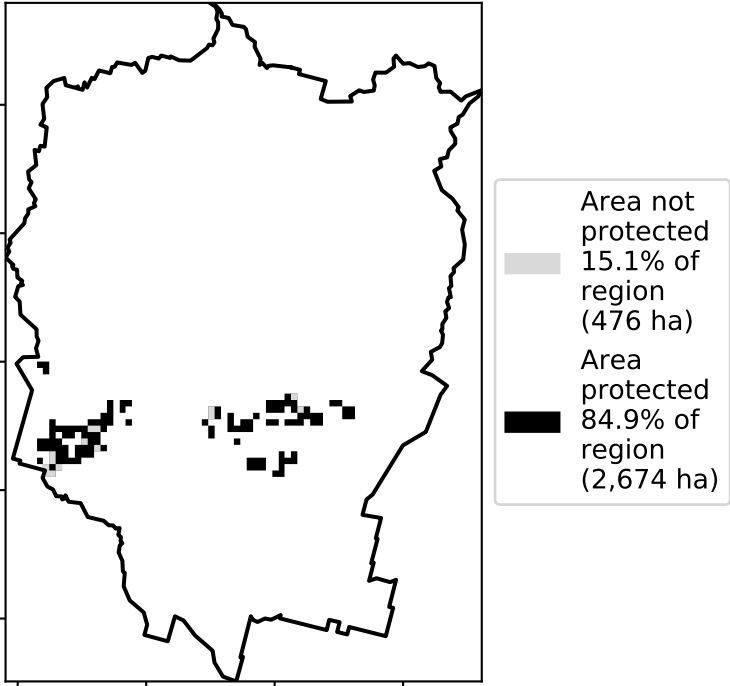 Area not
protected
15.1% of
region
(476 ha)
Area
protected
84.9% of
region
(2,674 ha)